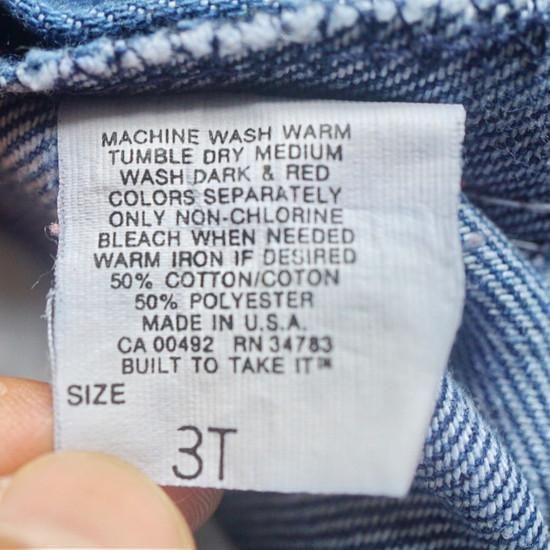 MACHINE WASH WARM
TUMBLE DRY MEDIUM
WASH DARK & RED
COLORS SEPARATELY
ONLY NON-CHLORINE
BLEACH WHEN NEEDED
WARM IRON IF DESIRED
50% COTTON/COTON
50% POLYESTER
MADE IN U.S.A.
CA 00492 RN 34783
BUILT TO TAKE IT™
SIZE
3T